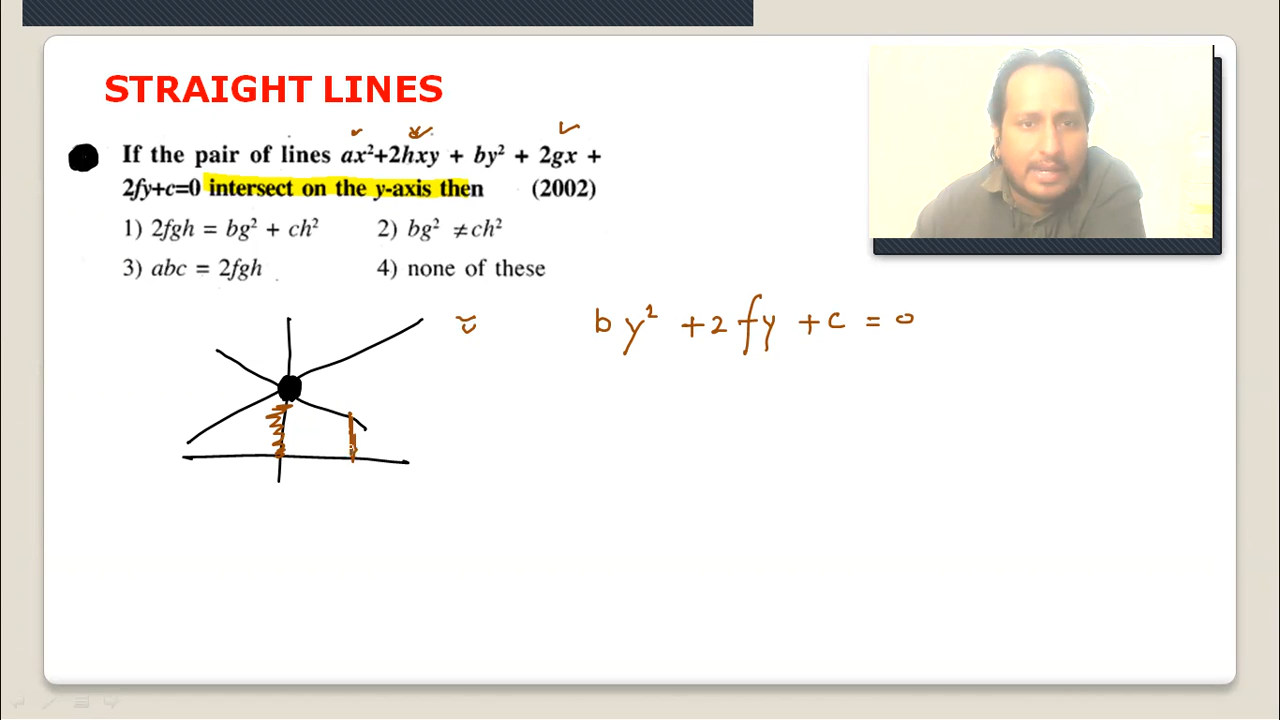 STRAIGHT LINES
If the pair of lines ax²+2hxy + by² + 2gx +
2fy+c=0 intersect on the y-axis then (2002)
1) 2fgh = bg² + ch² 2) bg² ≠ch²
3) abc = 2fgh 4) none of these
by² +2fy +c = 0